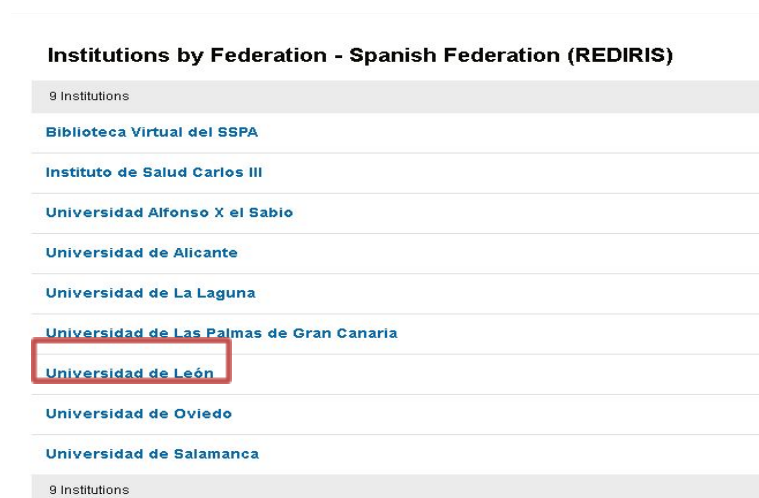 Institutions by Federation - Spanish Federation (REDIRIS)
9 Institutions
Biblioteca Virtual del SSPA
Instituto de Salud Carlos III
Universidad Alfonso X el Sabio
Universidad de Alicante
Universidad de La Laguna
Universidad de Las Palmas de Gran Canaria
Universidad de León
Universidad de Oviedo
Universidad de Salamanca
9 Institutions